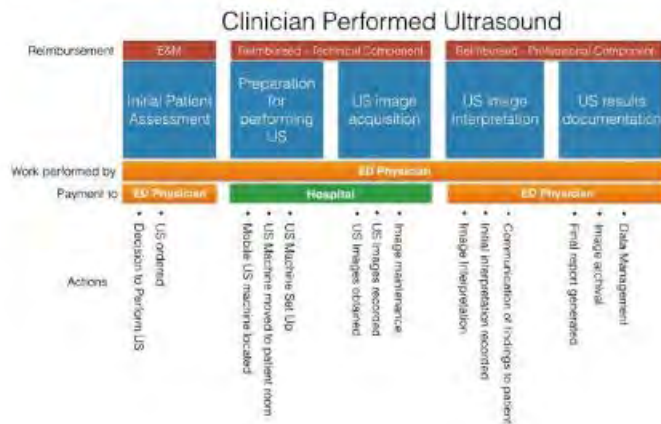 Clinician Performed Ultrasound
Reimbursement
E&M
Reimbursed - Technical Component
Reimbursed - Professional Component
Initial Patient
Assessment
Preparation
for
performing
US
US image
acquisition
US image
interpretation
US results
documentation
Work performed by
ED Physician
Payment to
ED Physician
Hospital
ED Physician
Actions
• US ordered
• Decision to Perform US
• US Machine Set Up
• US Machine moved to patient room
• Mobile US machine located
• Image maintenance
• US Images recorded
• US Images obtained
• Communication of findings to patient
• Initial interpretation recorded
• Image Interpretation
• Data Management
• Image archival
• Final report generated